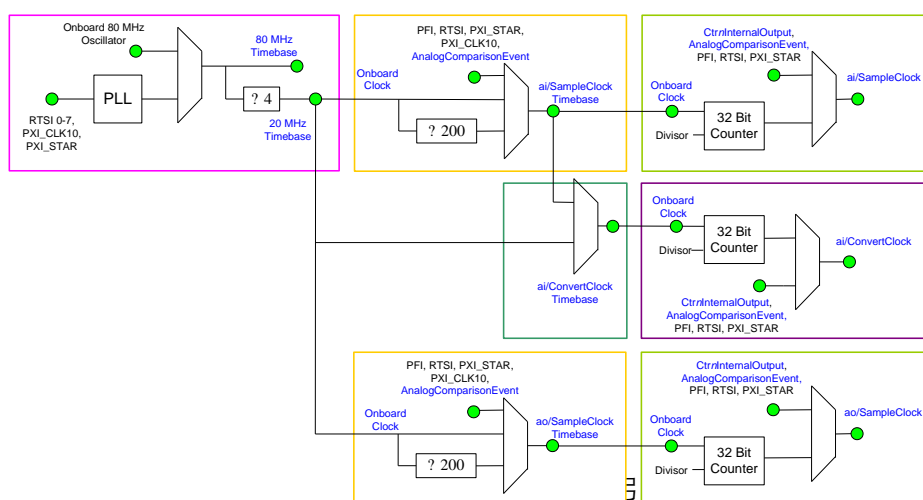 Onboard 80 MHz
Oscillator
80 MHz
Timebase
PLL
? 4
20 MHz
Timebase
RTSI 0-7,
PXI_CLK10,
PXI_STAR
PFI, RTSI, PXI_STAR,
PXI_CLK10,
AnalogComparisonEvent
Onboard
Clock
? 200
ai/SampleClock
Timebase
CtrnInternalOutput,
AnalogComparisonEvent,
PFI, RTSI, PXI_STAR
Onboard
Clock
Divisor
32 Bit
Counter
ai/SampleClock
ai/ConvertClock
Timebase
Onboard
Clock
Divisor
32 Bit
Counter
ai/ConvertClock
CtrnInternalOutput,
AnalogComparisonEvent,
PFI, RTSI, PXI_STAR
PFI, RTSI, PXI_STAR,
PXI_CLK10,
AnalogComparisonEvent
Onboard
Clock
? 200
ao/SampleClock
Timebase
CtrnInternalOutput,
AnalogComparisonEvent,
PFI, RTSI, PXI_STAR
Onboard
Clock
Divisor
32 Bit
Counter
ao/SampleClock